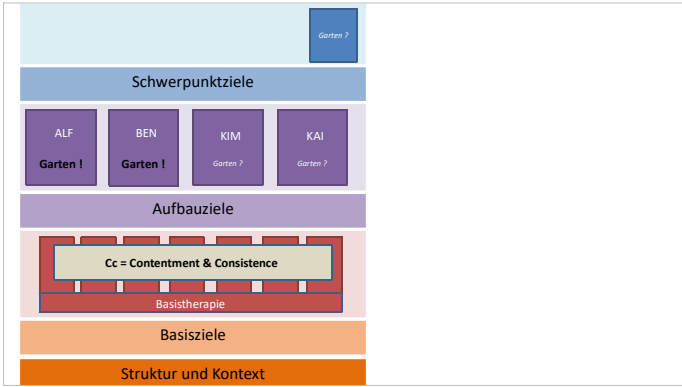 Garten ?
Schwerpunktziele
ALF
Garten !
BEN
Garten !
KIM
Garten ?
KAI
Garten ?
Aufbauziele
Cc = Contentment & Consistence
Basistherapie
Basisziele
Struktur und Kontext